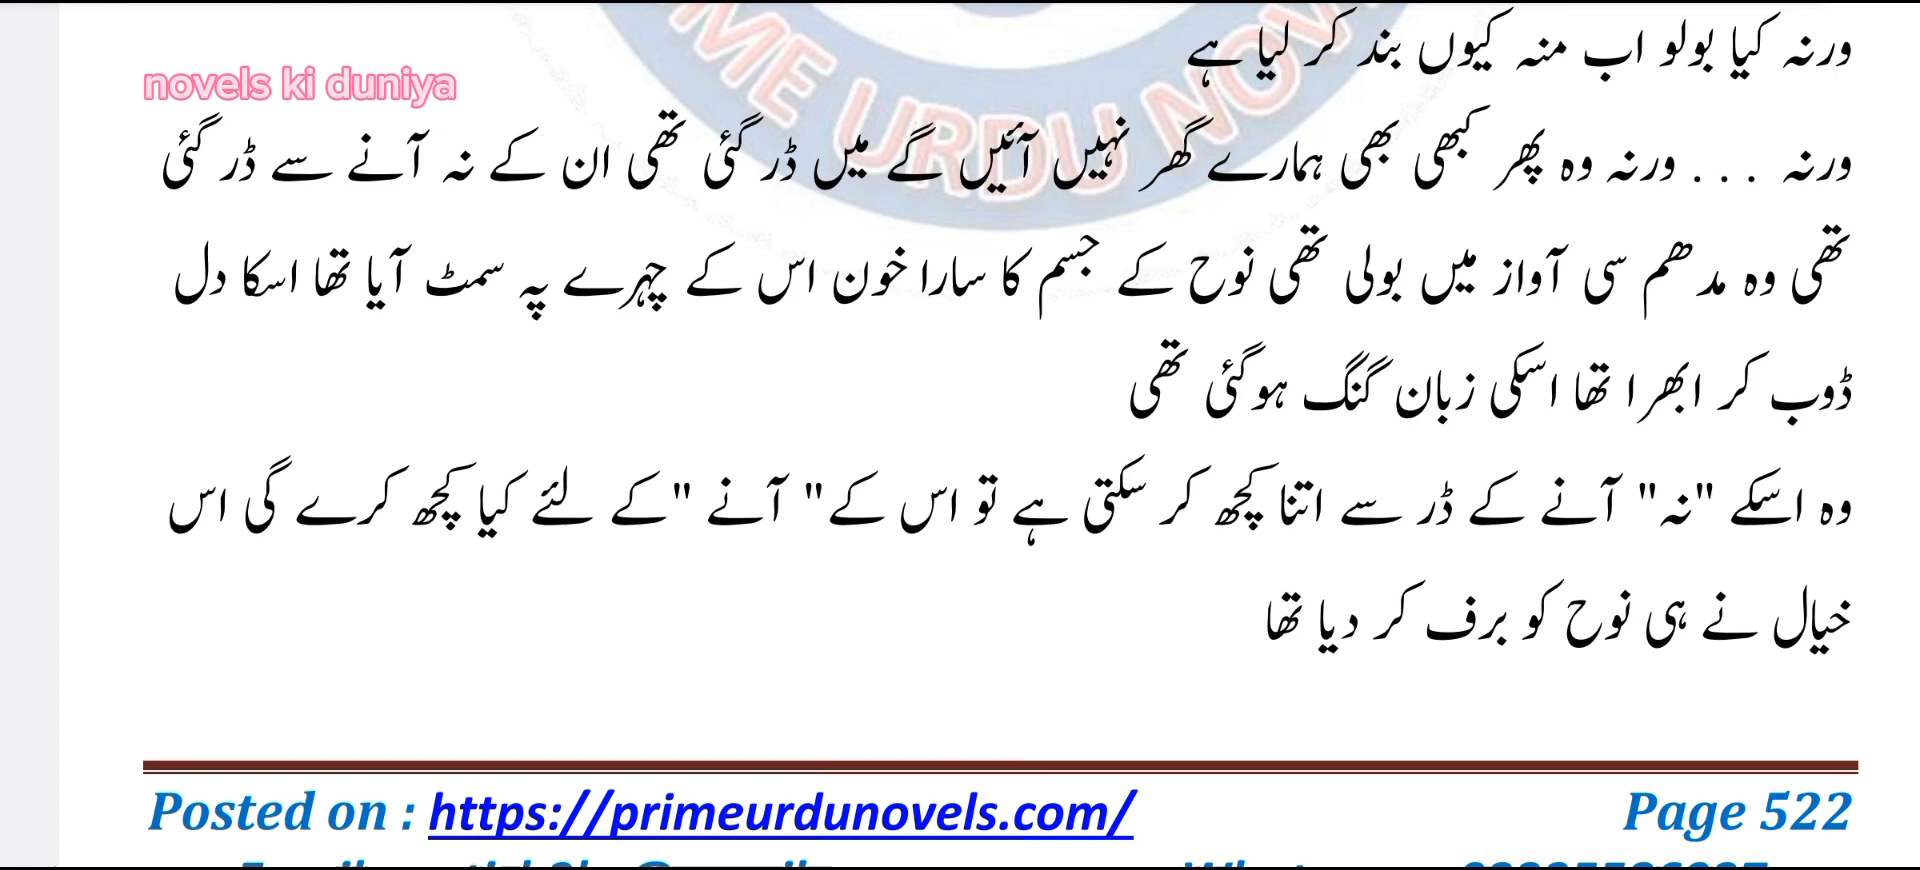 ورنہ کیا بولو اب منہ کیوں بند کر لیا ہے
novels ki duniya
ورنہ ... ورنہ وہ پھر کبھی بھی ہمارے گھر نہیں آئیں گے میں ڈر گئی تھی ان کے نہ آنے سے ڈر گئی
تھی وہ مدھم سی آواز میں بولی تھی نوح کے جسم کا سارا خون اس کے چہرے پہ سمٹ آیا تھا اسکا دل
ڈوب کر ابھرا تھا اسکی زبان گنگ ہوگئی تھی
وہ اسکے "نہ" آنے کے ڈر سے اتنا کچھ کر سکتی ہے تو اس کے" آنے "کے لئے کیا کچھ کرے گی اس
خیال نے ہی نوح کو برف کر دیا تھا
Posted on : https://primeurdunovels.com/ Page 522